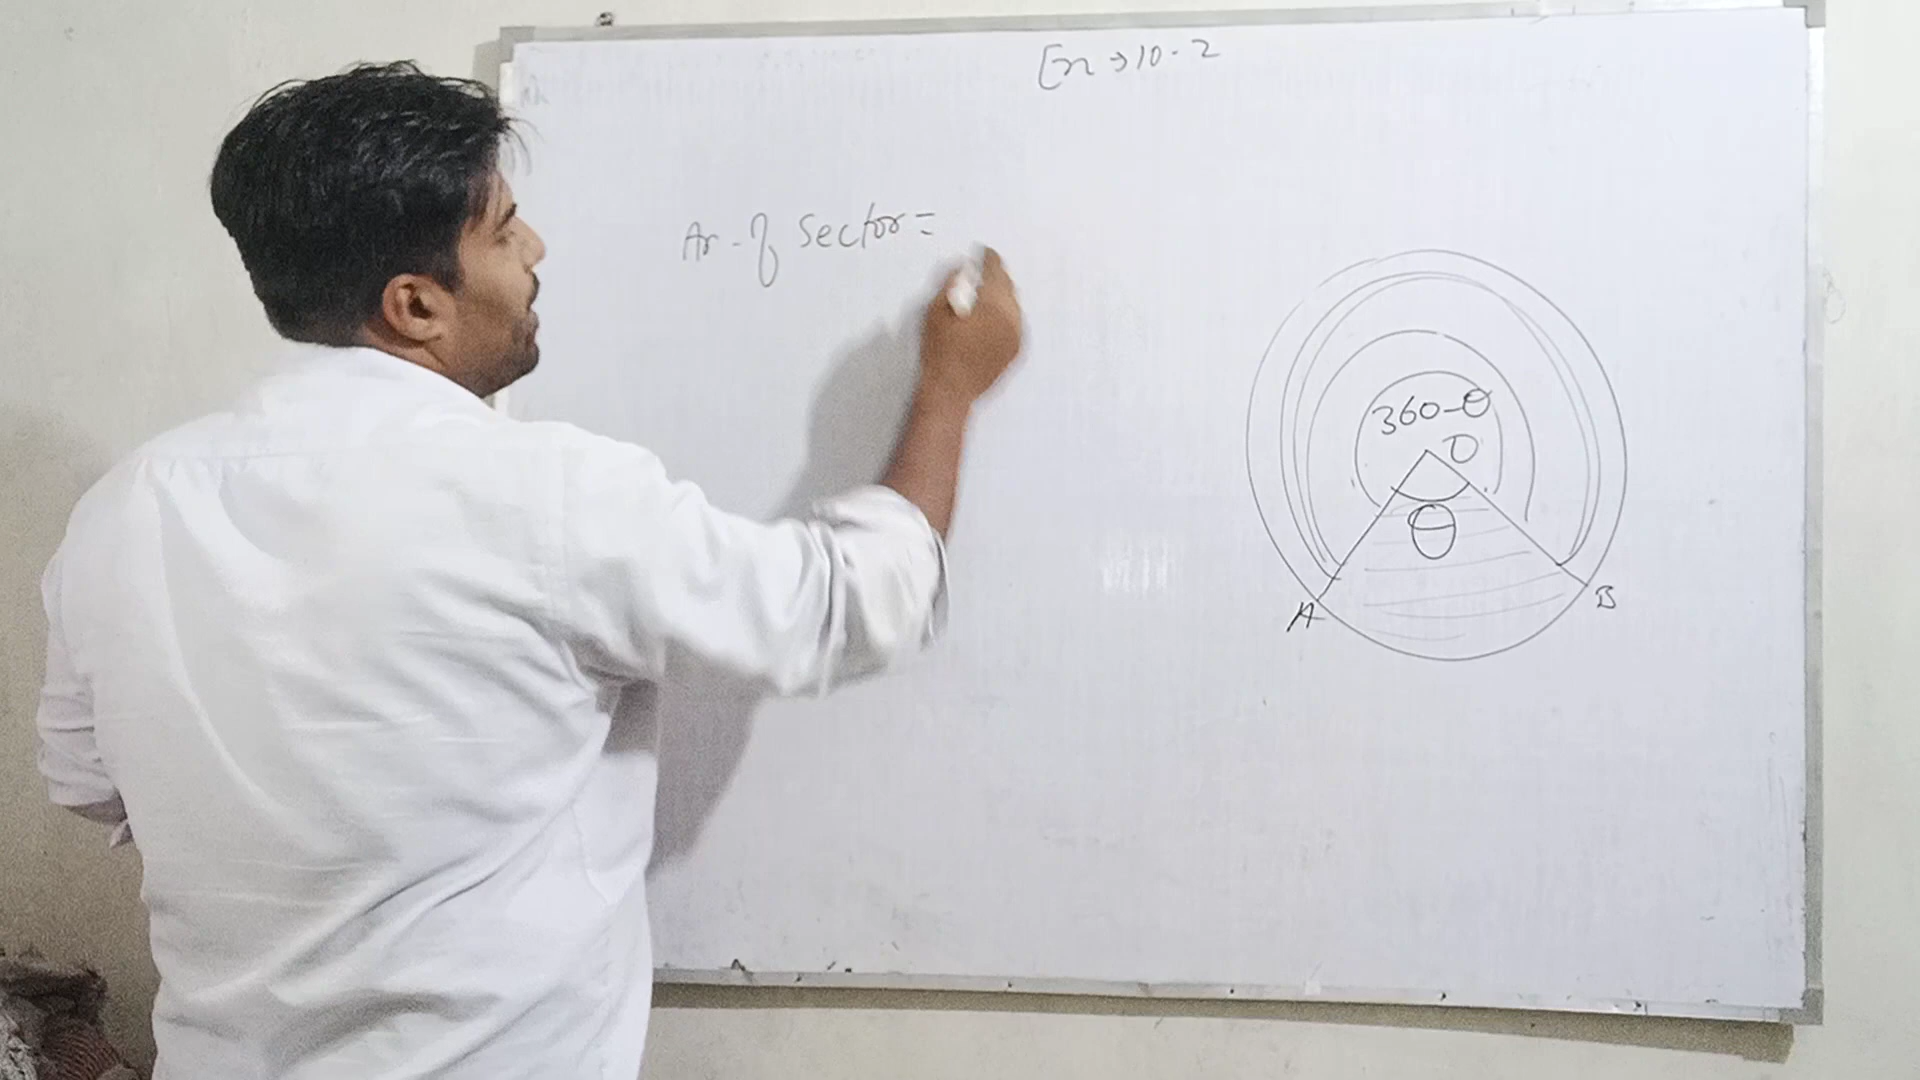 Ex → 10.2
Ar. of Sector =
360-θ
O
θ
A
B